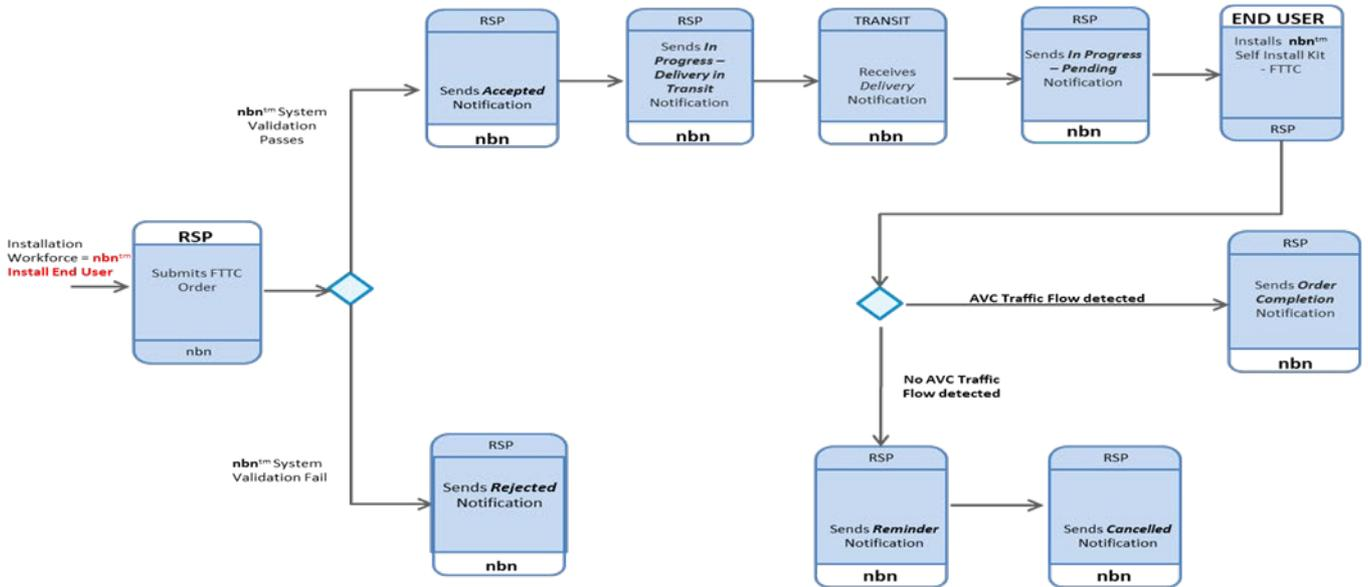 Installation
Workforce = nbn™
Install End User
RSP
Submits FTTC
Order
nbn
nbn™ System
Validation
Passes
RSP
Sends Accepted
Notification
nbn
RSP
Sends In
Progress –
Delivery in
Transit
Notification
nbn
TRANSIT
Receives
Delivery
Notification
nbn
RSP
Sends In Progress
– Pending
Notification
nbn
END USER
Installs nbn™
Self Install Kit
- FTTC
RSP
AVC Traffic Flow detected
RSP
Sends Order
Completion
Notification
nbn
No AVC Traffic
Flow detected
nbn™ System
Validation Fail
RSP
Sends Rejected
Notification
nbn
RSP
Sends Reminder
Notification
nbn
RSP
Sends Cancelled
Notification
nbn